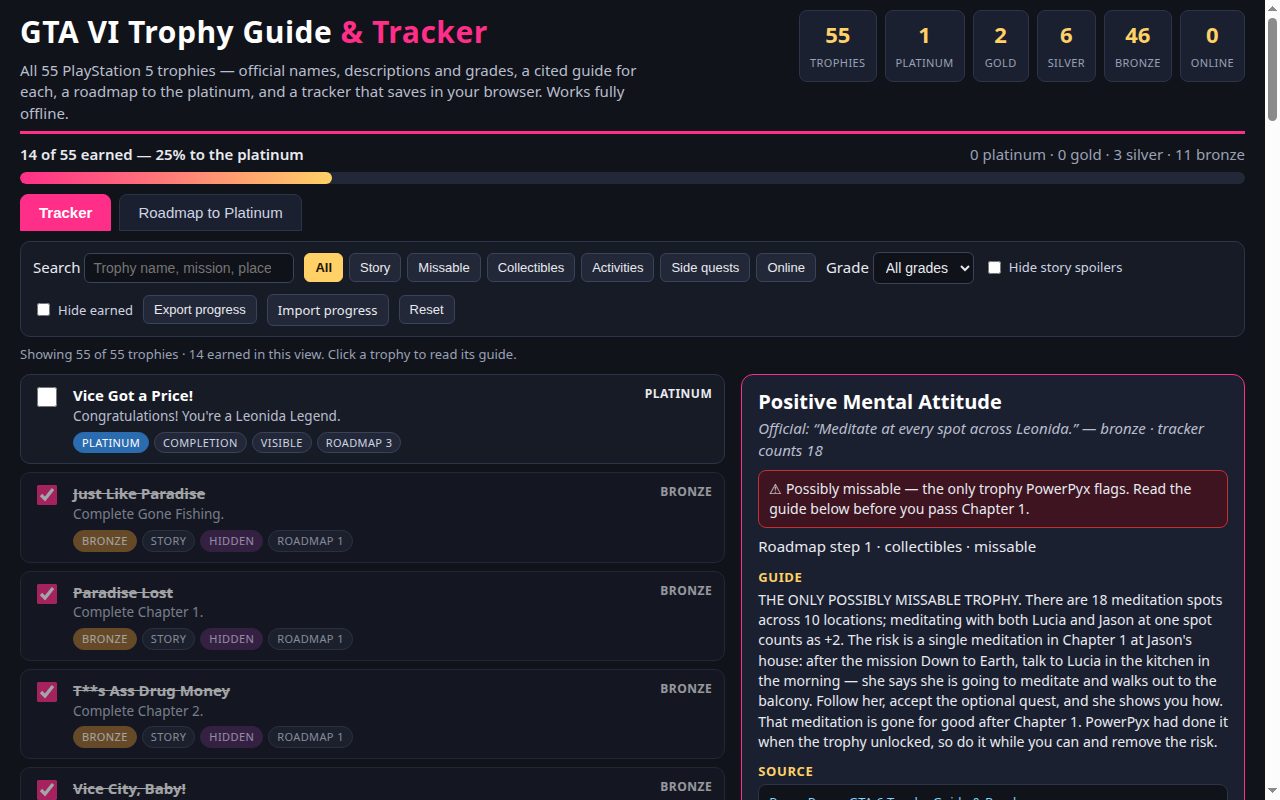 GTA VI Trophy Guide & Tracker
All 55 PlayStation 5 trophies — official names, descriptions and grades, a cited guide for
each, a roadmap to the platinum, and a tracker that saves in your browser. Works fully
offline.
55
TROPHIES
1
PLATINUM
2
GOLD
6
SILVER
46
BRONZE
0
ONLINE
14 of 55 earned — 25% to the platinum
0 platinum · 0 gold · 3 silver · 11 bronze
Tracker
Roadmap to Platinum
Search Trophy name, mission, place All Story Missable Collectibles Activities Side quests Online Grade All grades Hide story spoilers
Hide earned Export progress Import progress Reset
Showing 55 of 55 trophies · 14 earned in this view. Click a trophy to read its guide.
Vice Got a Price!
PLATINUM
Congratulations! You're a Leonida Legend.
PLATINUM COMPLETION VISIBLE ROADMAP 3
Just Like Paradise
BRONZE
Complete Gone Fishing.
BRONZE STORY HIDDEN ROADMAP 1
Paradise Lost
BRONZE
Complete Chapter 1.
BRONZE STORY HIDDEN ROADMAP 1
T**s Ass Drug Money
BRONZE
Complete Chapter 2.
BRONZE STORY HIDDEN ROADMAP 1
Vice City, Baby!
BRONZE
Positive Mental Attitude
Official: “Meditate at every spot across Leonida.” — bronze · tracker
counts 18
⚠ Possibly missable — the only trophy PowerPyx flags. Read the
guide below before you pass Chapter 1.
Roadmap step 1 · collectibles · missable
GUIDE
THE ONLY POSSIBLY MISSABLE TROPHY. There are 18 meditation spots
across 10 locations; meditating with both Lucia and Jason at one spot
counts as +2. The risk is a single meditation in Chapter 1 at Jason's
house: after the mission Down to Earth, talk to Lucia in the kitchen in
the morning — she says she is going to meditate and walks out to the
balcony. Follow her, accept the optional quest, and she shows you how.
That meditation is gone for good after Chapter 1. PowerPyx had done it
when the trophy unlocked, so do it while you can and remove the risk.
SOURCE